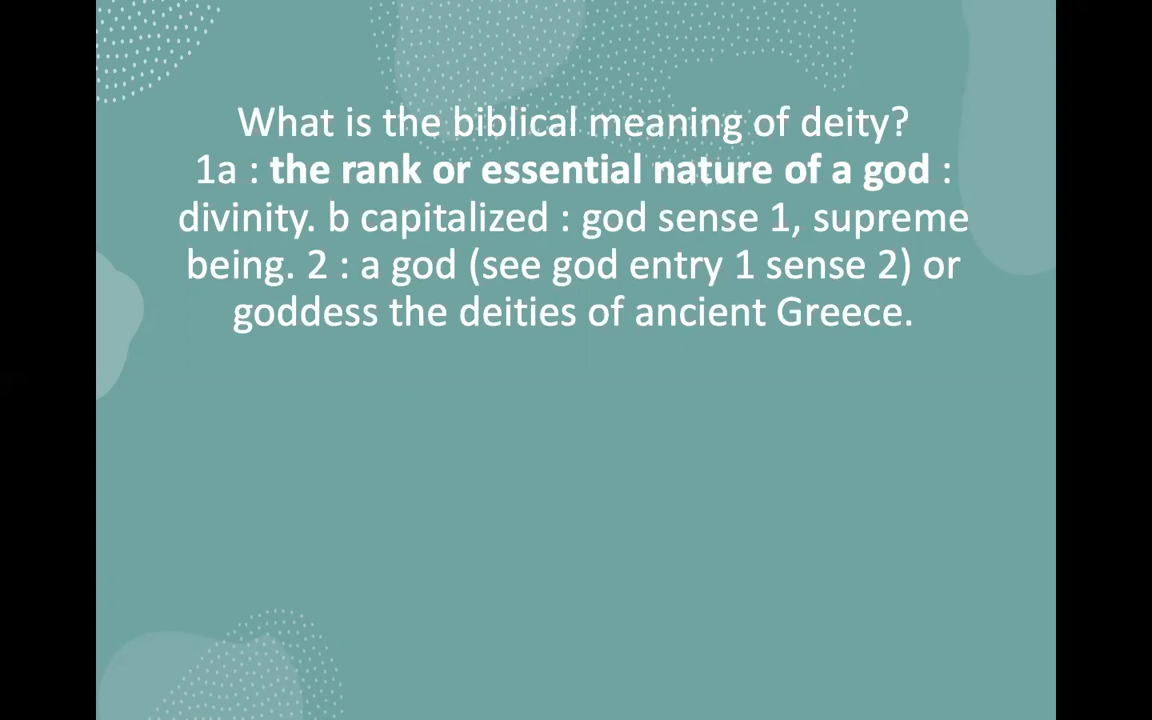 What is the biblical meaning of deity?
1a : the rank or essential nature of a god :
divinity. b capitalized : god sense 1, supreme
being. 2 : a god (see god entry 1 sense 2) or
goddess the deities of ancient Greece.